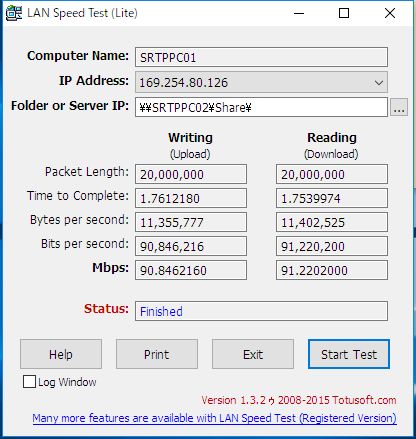 LAN Speed Test (Lite)
Computer Name: SRTPPC01
IP Address: 169.254.80.126
Folder or Server IP: ¥¥SRTPPC02¥Share¥ ...
Writing Reading
(Upload) (Download)
Packet Length: 20,000,000 20,000,000
Time to Complete: 1.7612180 1.7539974
Bytes per second: 11,355,777 11,402,525
Bits per second: 90,846,216 91,220,200
Mbps: 90.8462160 91.2202000
Status: Finished
Help Print Exit Start Test
Log Window
Version 1.3.2 ゥ 2008-2015 Totusoft.com
Many more features are available with LAN Speed Test (Registered Version)